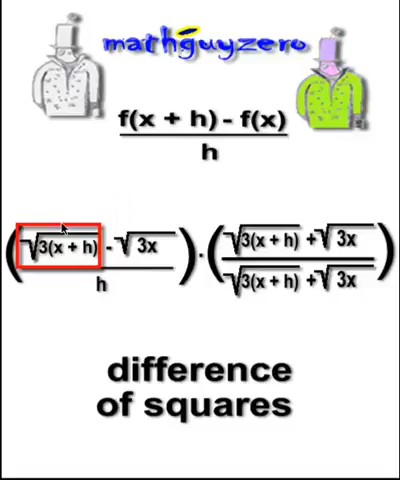 mathguyzero
f(x + h) - f(x)
h
(√3(x + h) - √3x) · (√3(x + h) + √3x)
h √3(x + h) + √3x
difference
of squares